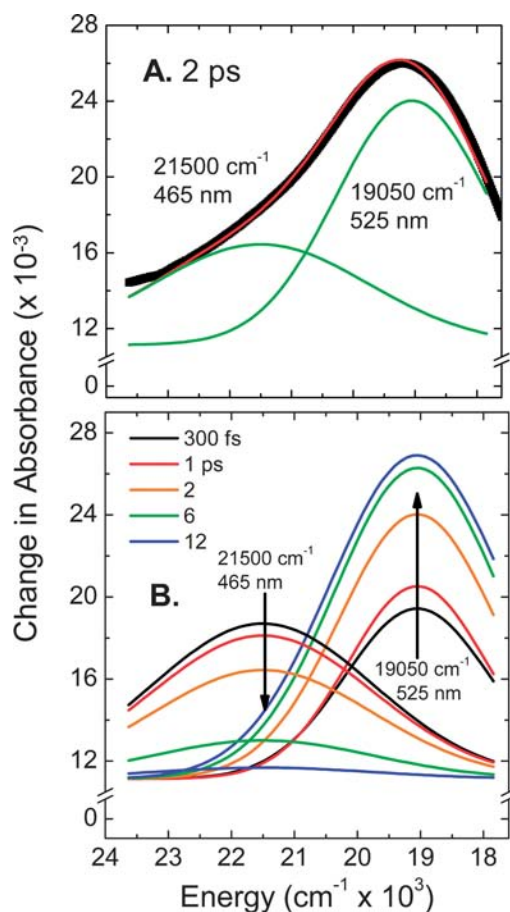 Change in Absorbance (x 10⁻³)
28
A. 2 ps
24
21500 cm⁻¹
465 nm
19050 cm⁻¹
525 nm
20
16
12
0
28
300 fs
1 ps
2
6
12
21500 cm⁻¹
465 nm
24
B.
20
19050 cm⁻¹
525 nm
16
12
0
24 23 22 21 20 19 18
Energy (cm⁻¹ x 10³)